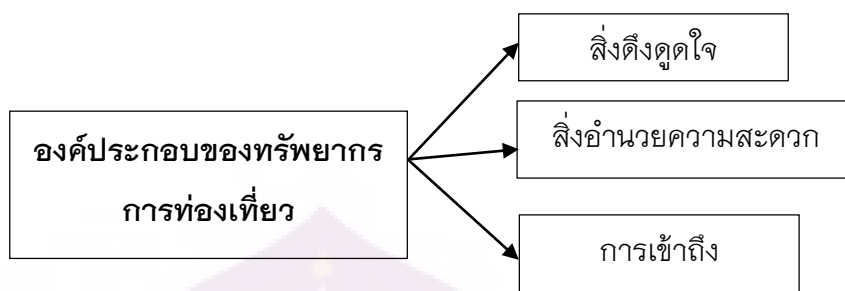 สิ่งดึงดูดใจ
องค์ประกอบของทรัพยากร
การท่องเที่ยว
สิ่งอำนวยความสะดวก
การเข้าถึง